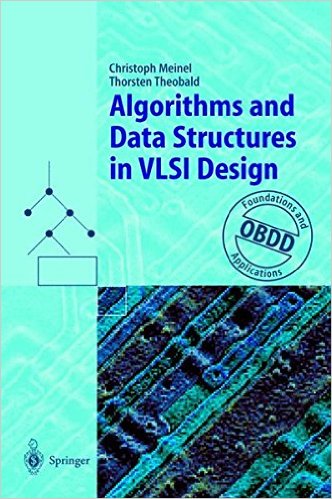 Christoph Meinel
Thorsten Theobald
Algorithms and
Data Structures
in VLSI Design
Foundations and
OBDD
Applications
Springer